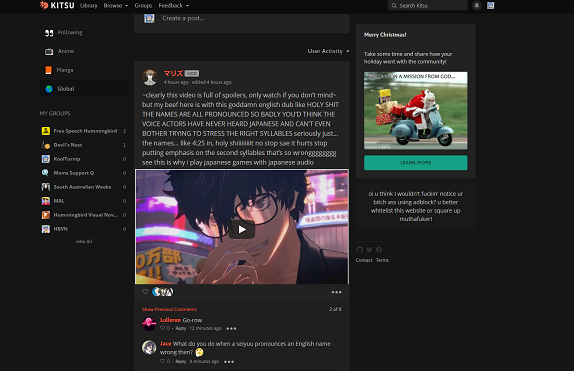 KITSU
Library Browse Groups Feedback
Search Kitsu
Create a post...
Following
Anime
Manga
Global
MY GROUPS
Free Speech Hummingbird 2
Devil's Nest 1
KoolTurnip 0
Moms Support Q 0
South Australian Weebs 0
MAL 0
Hummingbird Visual Nov... 0
HBVN 0
view all
User Activity
マリズ
4 hours ago edited 4 hours ago
~clearly this video is full of spoilers, only watch if you don't mind~
but my beef here is with this goddamn english dub like HOLY SHIT
THE NAMES ARE ALL PRONOUNCED SO BADLY YOU'D THINK THE
VOICE ACTORS HAVE NEVER HEARD JAPANESE AND CAN'T EVEN
BOTHER TRYING TO STRESS THE RIGHT SYLLABLES seriously just...
the names... like 4:25 in, holy shiiiiiiiit no stop sae it hurts stop
putting emphasis on the second syllables that's so wronggggggg
see this is why I play japanese games with japanese audio
Show Previous Comments 2 of 6
Lulleron Go-row
0 · Reply 12 minutes ago
Jace What do you do when a seiyuu pronounces an English name
wrong then?
0 · Reply 9 minutes ago
Merry Christmas!
Take some time and share how your
holiday went with the community!
ON A MISSION FROM GOD...
LEARN MORE
oi u think I wouldn't fuckin' notice ur
bitch ass using adblock? u better
whitelist this website or square up
muthafuker!
Contact Terms